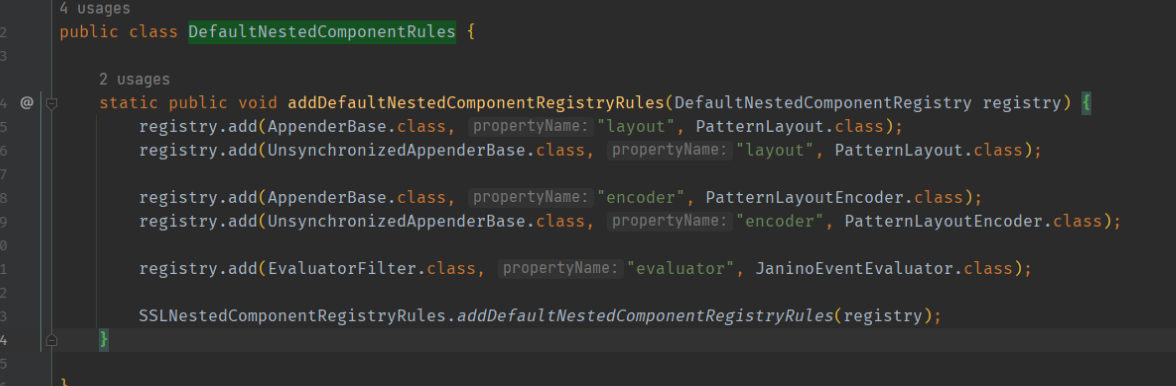 4 usages
2 public class DefaultNestedComponentRules {
3
2 usages
4 @ static public void addDefaultNestedComponentRegistryRules(DefaultNestedComponentRegistry registry) {
5 registry.add(AppenderBase.class, propertyName: "layout", PatternLayout.class);
6 registry.add(UnsynchronizedAppenderBase.class, propertyName: "layout", PatternLayout.class);
7
8 registry.add(AppenderBase.class, propertyName: "encoder", PatternLayoutEncoder.class);
9 registry.add(UnsynchronizedAppenderBase.class, propertyName: "encoder", PatternLayoutEncoder.class);
0
1 registry.add(EvaluatorFilter.class, propertyName: "evaluator", JaninoEventEvaluator.class);
2
3 SSLNestedComponentRegistryRules.addDefaultNestedComponentRegistryRules(registry);
4 }
5
}